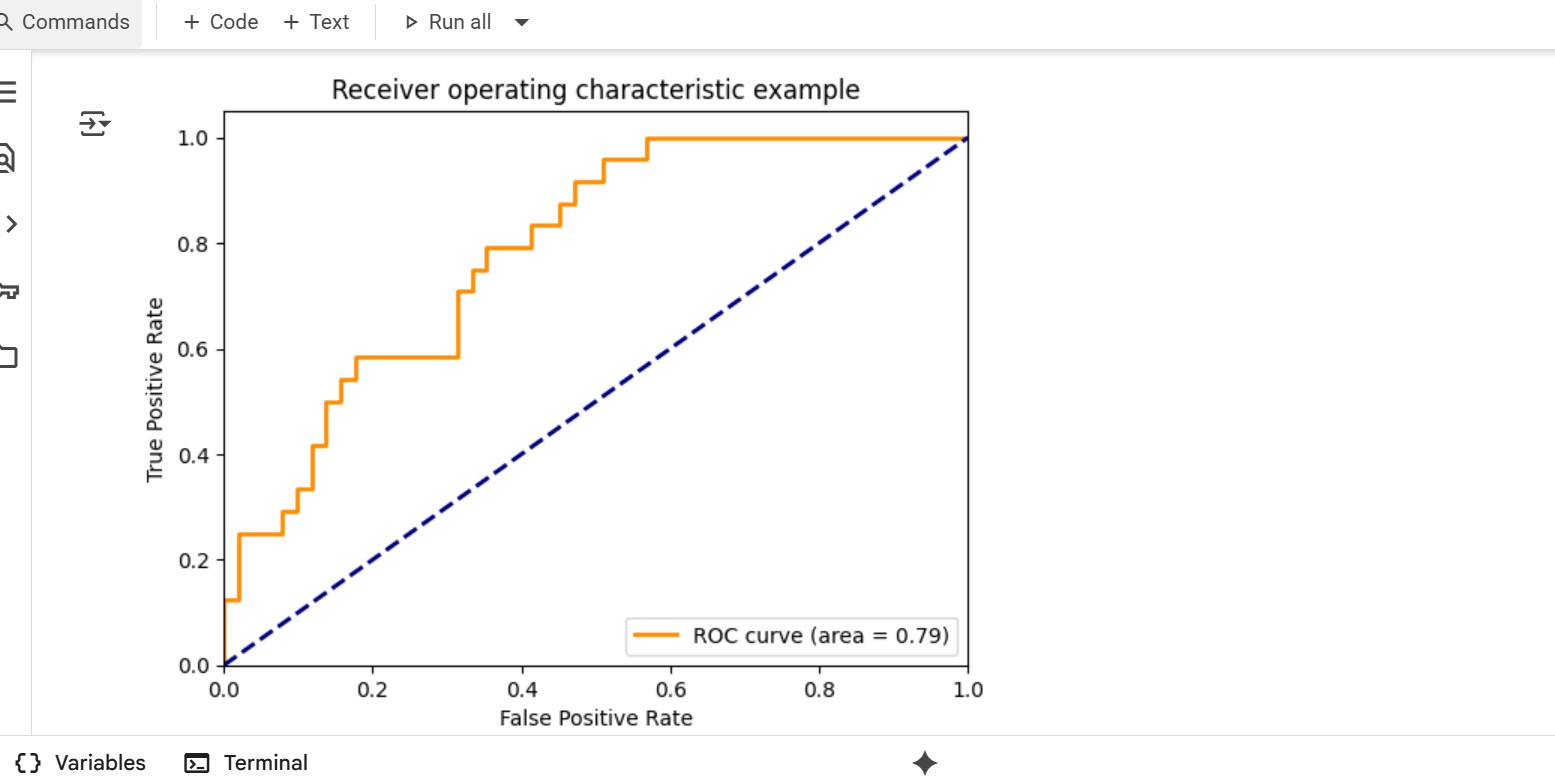 Commands + Code + Text Run all
Receiver operating characteristic example
1.0
0.8
0.6
0.4
0.2
0.0
True Positive Rate
ROC curve (area = 0.79)
0.0 0.2 0.4 0.6 0.8 1.0
False Positive Rate
{} Variables Terminal